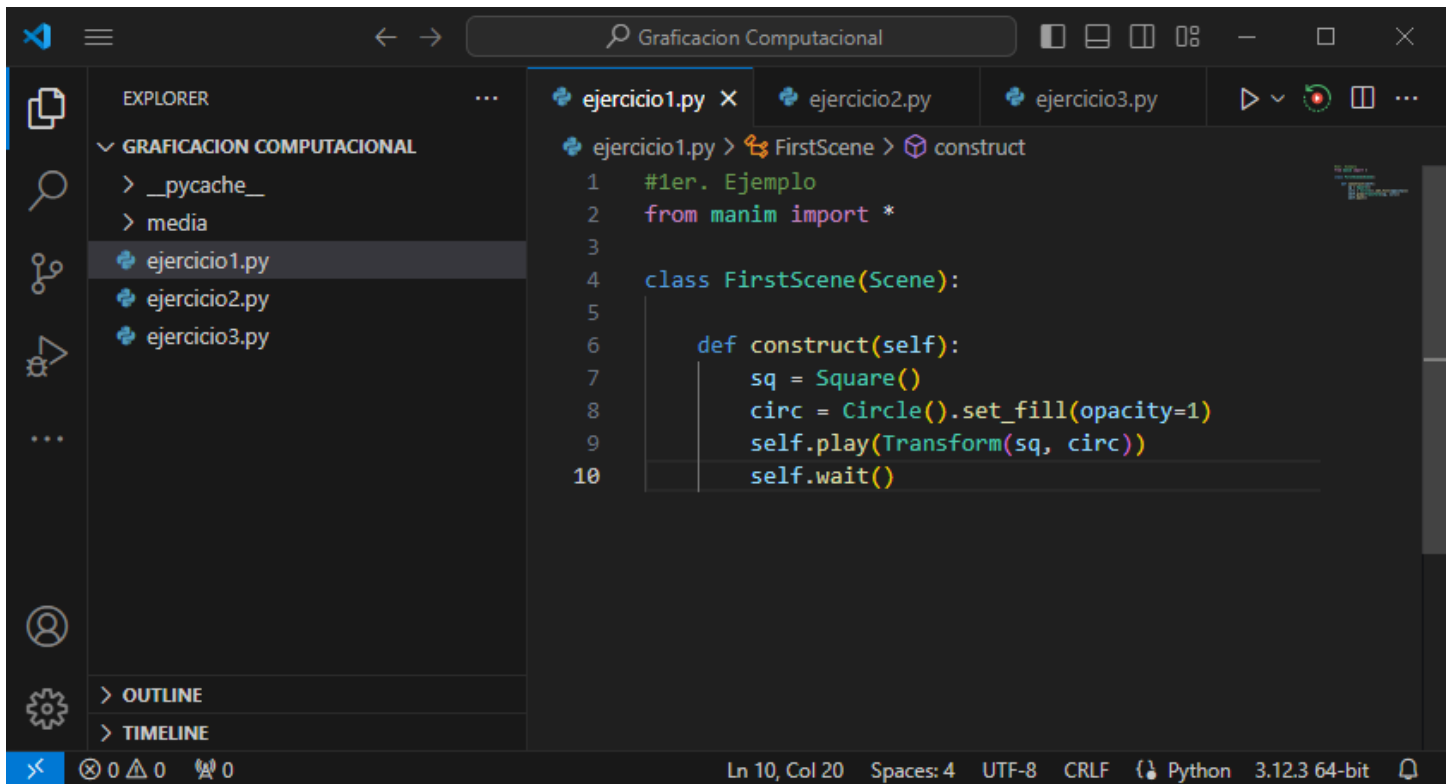 Graficacion Computacional
EXPLORER
GRAFICACION COMPUTACIONAL
__pycache__
media
ejercicio1.py
ejercicio2.py
ejercicio3.py
OUTLINE
TIMELINE
ejercicio1.py ejercicio2.py ejercicio3.py
ejercicio1.py > FirstScene > construct
1 #1er. Ejemplo
2 from manim import *
3
4 class FirstScene(Scene):
5
6     def construct(self):
7         sq = Square()
8         circ = Circle().set_fill(opacity=1)
9         self.play(Transform(sq, circ))
10         self.wait()
0 0 0 Ln 10, Col 20 Spaces: 4 UTF-8 CRLF Python 3.12.3 64-bit